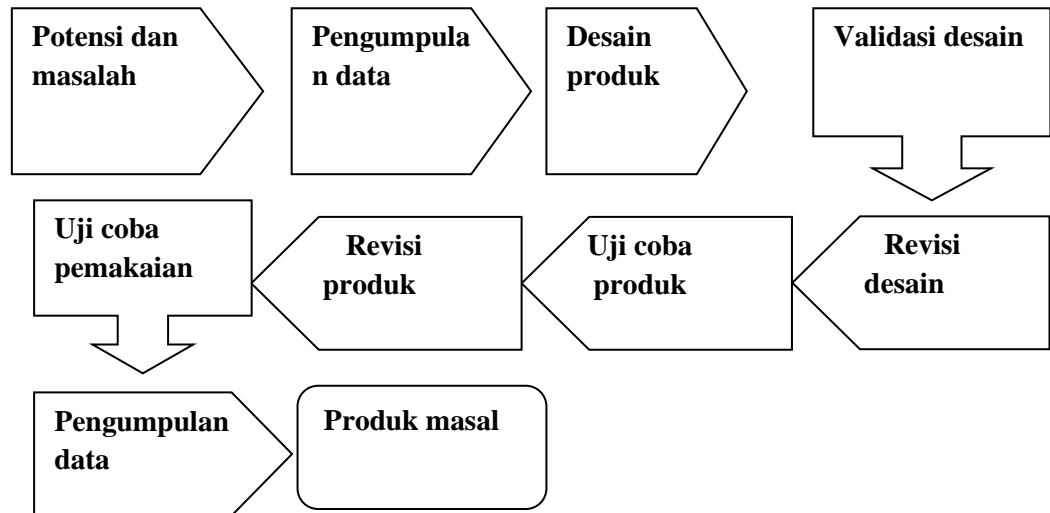 Potensi dan
masalah
Pengumpula
n data
Desain
produk
Validasi desain
Uji coba
pemakaian
Revisi
produk
Uji coba
produk
Revisi
desain
Pengumpulan
data
Produk masal